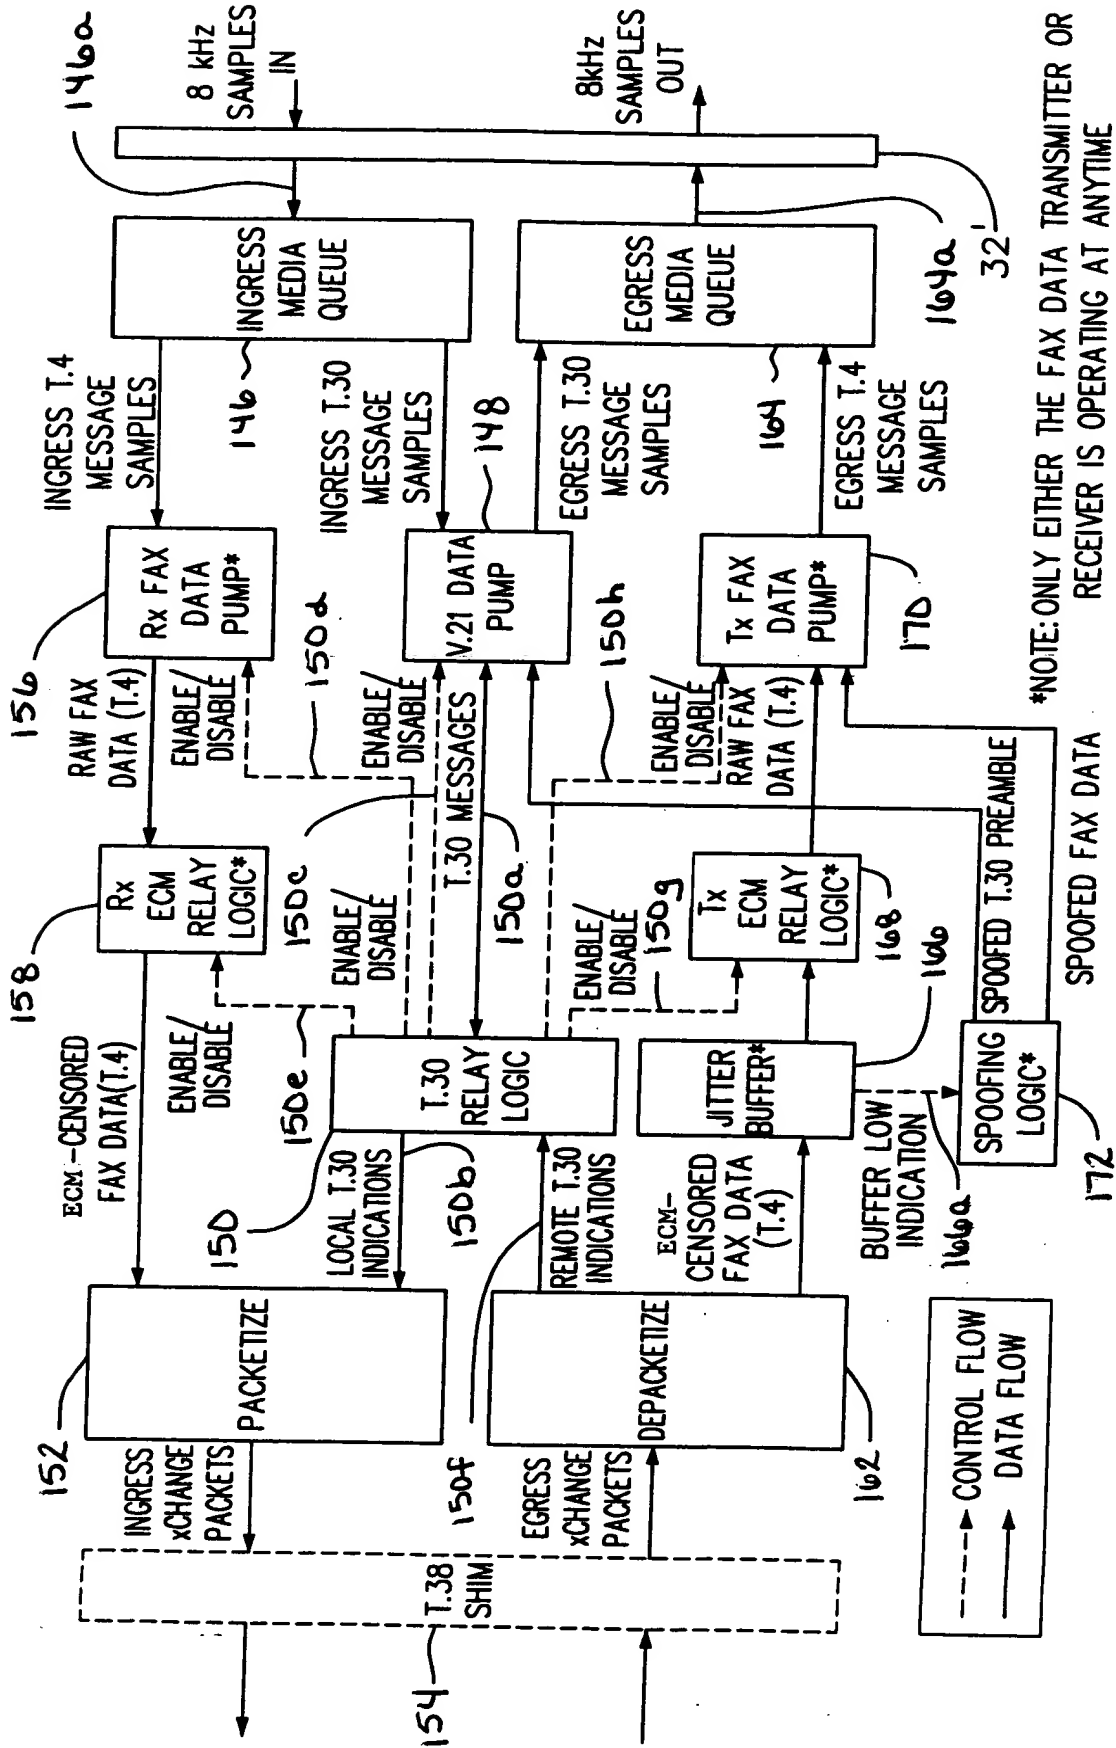 8 kHz
SAMPLES
IN
146a
8kHz
SAMPLES
OUT
32'
INGRESS
MEDIA
QUEUE
146
EGRESS
MEDIA
QUEUE
164
164a
INGRESS T.4
MESSAGE
SAMPLES
INGRESS T.30
MESSAGE
SAMPLES
EGRESS T.30
MESSAGE
SAMPLES
EGRESS T.4
MESSAGE
SAMPLES
156
Rx FAX
DATA
PUMP*
V.21 DATA
PUMP
148
Tx FAX
DATA
PUMP*
170
RAW FAX
DATA (T.4)
ENABLE/
DISABLE
150d
ENABLE/
DISABLE
150c
T.30 MESSAGES
150a
150h
ENABLE/
DISABLE
RAW FAX
DATA (T.4)
158
Rx
ECM
RELAY
LOGIC*
ENABLE/
DISABLE
ENABLE/
DISABLE
150g
Tx
ECM
RELAY
LOGIC*
168
ECM-CENSORED
FAX DATA(T.4)
ENABLE/
DISABLE
150e
150
T.30
RELAY
LOGIC
JITTER
BUFFER*
166
LOCAL T.30
INDICATIONS
150b
REMOTE T.30
INDICATIONS
150f
ECM-
CENSORED
FAX DATA
(T.4)
BUFFER LOW
INDICATION
166a
SPOOFING
LOGIC*
172
SPOOFED T.30 PREAMBLE
SPOOFED FAX DATA
152
PACKETIZE
DEPACKETIZE
162
INGRESS
xCHANGE
PACKETS
EGRESS
xCHANGE
PACKETS
T.38
SHIM
154
CONTROL FLOW
DATA FLOW
*NOTE: ONLY EITHER THE FAX DATA TRANSMITTER OR
RECEIVER IS OPERATING AT ANYTIME